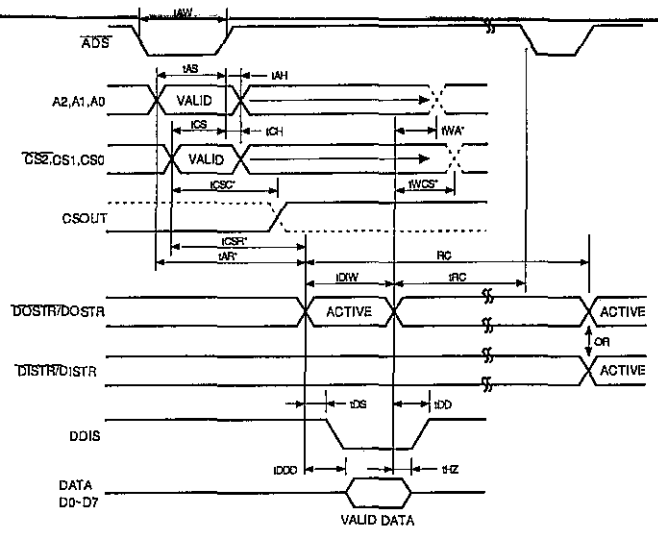 tAW
ADS
tAS
tAH
A2,A1,A0
VALID
tCS
tCH
tWA*
CS2,CS1,CS0
VALID
tCSC*
tWCS*
CSOUT
tCSR*
tAR*
RC
tDIW
tRC
DOSTR/DOSTR
ACTIVE
ACTIVE
OR
DISTR/DISTR
ACTIVE
tDS
tDD
DDIS
tDDD
tHZ
DATA
D0~D7
VALID DATA